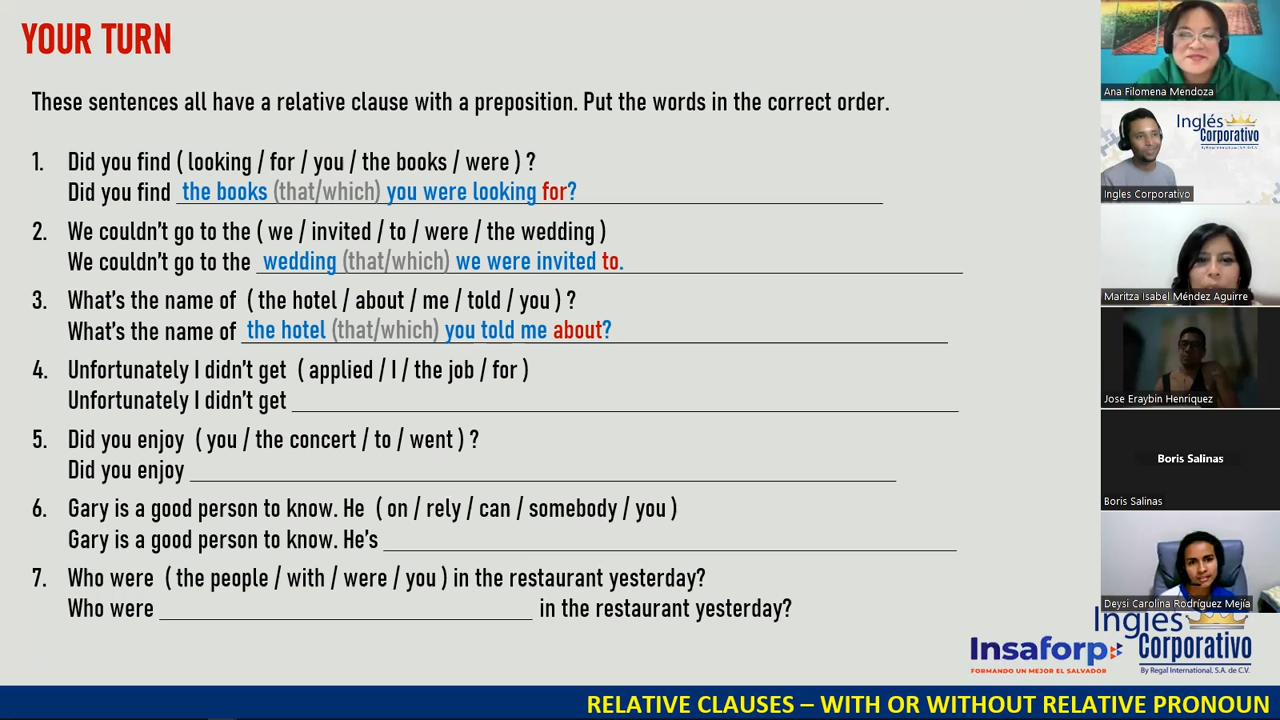 YOUR TURN
These sentences all have a relative clause with a preposition. Put the words in the correct order.
1. Did you find ( looking / for / you / the books / were ) ?
Did you find the books (that/which) you were looking for?
2. We couldn't go to the ( we / invited / to / were / the wedding )
We couldn't go to the wedding (that/which) we were invited to.
3. What's the name of ( the hotel / about / me / told / you ) ?
What's the name of the hotel (that/which) you told me about?
4. Unfortunately I didn't get ( applied / I / the job / for )
Unfortunately I didn't get
5. Did you enjoy ( you / the concert / to / went ) ?
Did you enjoy
6. Gary is a good person to know. He ( on / rely / can / somebody / you )
Gary is a good person to know. He's
7. Who were ( the people / with / were / you ) in the restaurant yesterday?
Who were in the restaurant yesterday?
Ana Filomena Mendoza
Inglés
Corporativo
By Regal International, S.A. de C.V.
Ingles Corporativo
Maritza Isabel Méndez Aguirre
Jose Eraybin Henriquez
Boris Salinas
Boris Salinas
Deysi Carolina Rodríguez Mejía
Insaforp
FORMANDO UN MEJOR EL SALVADOR
Inglés
Corporativo
By Regal International, S.A. de C.V.
RELATIVE CLAUSES – WITH OR WITHOUT RELATIVE PRONOUN